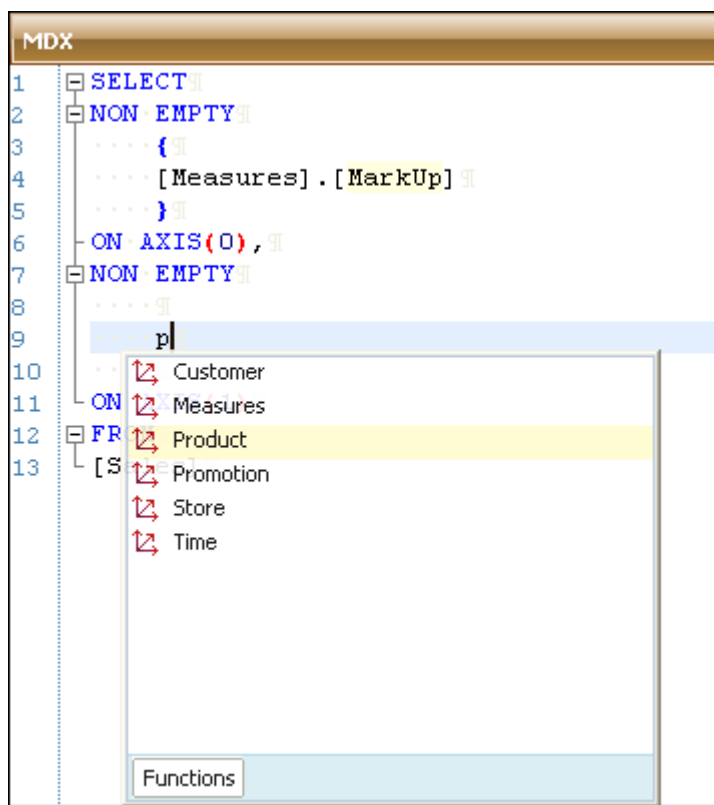 MDX
1 SELECT¶
2 NON·EMPTY¶
3 ····{¶
4 ····[Measures].[MarkUp]¶
5 ····}¶
6 ON·AXIS(0),¶
7 NON·EMPTY¶
8 ····¶
9 p
10
11 ON
12 FR
13 [S
Customer
Measures
Product
Promotion
Store
Time
Functions